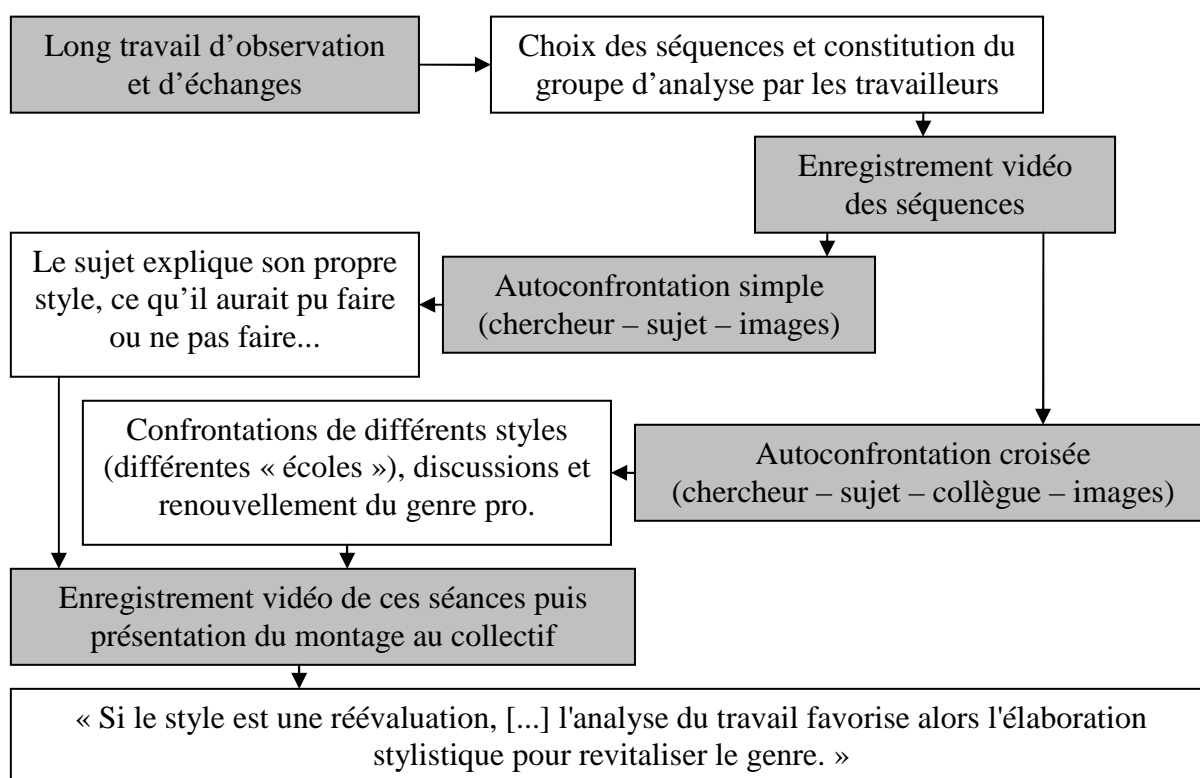 Long travail d’observation
et d’échanges
Choix des séquences et constitution du
groupe d’analyse par les travailleurs
Enregistrement vidéo
des séquences
Le sujet explique son propre
style, ce qu’il aurait pu faire
ou ne pas faire...
Autoconfrontation simple
(chercheur – sujet – images)
Confrontations de différents styles
(différentes « écoles »), discussions et
renouvellement du genre pro.
Autoconfrontation croisée
(chercheur – sujet – collègue – images)
Enregistrement vidéo de ces séances puis
présentation du montage au collectif
« Si le style est une réévaluation, [...] l'analyse du travail favorise alors l'élaboration
stylistique pour revitaliser le genre. »